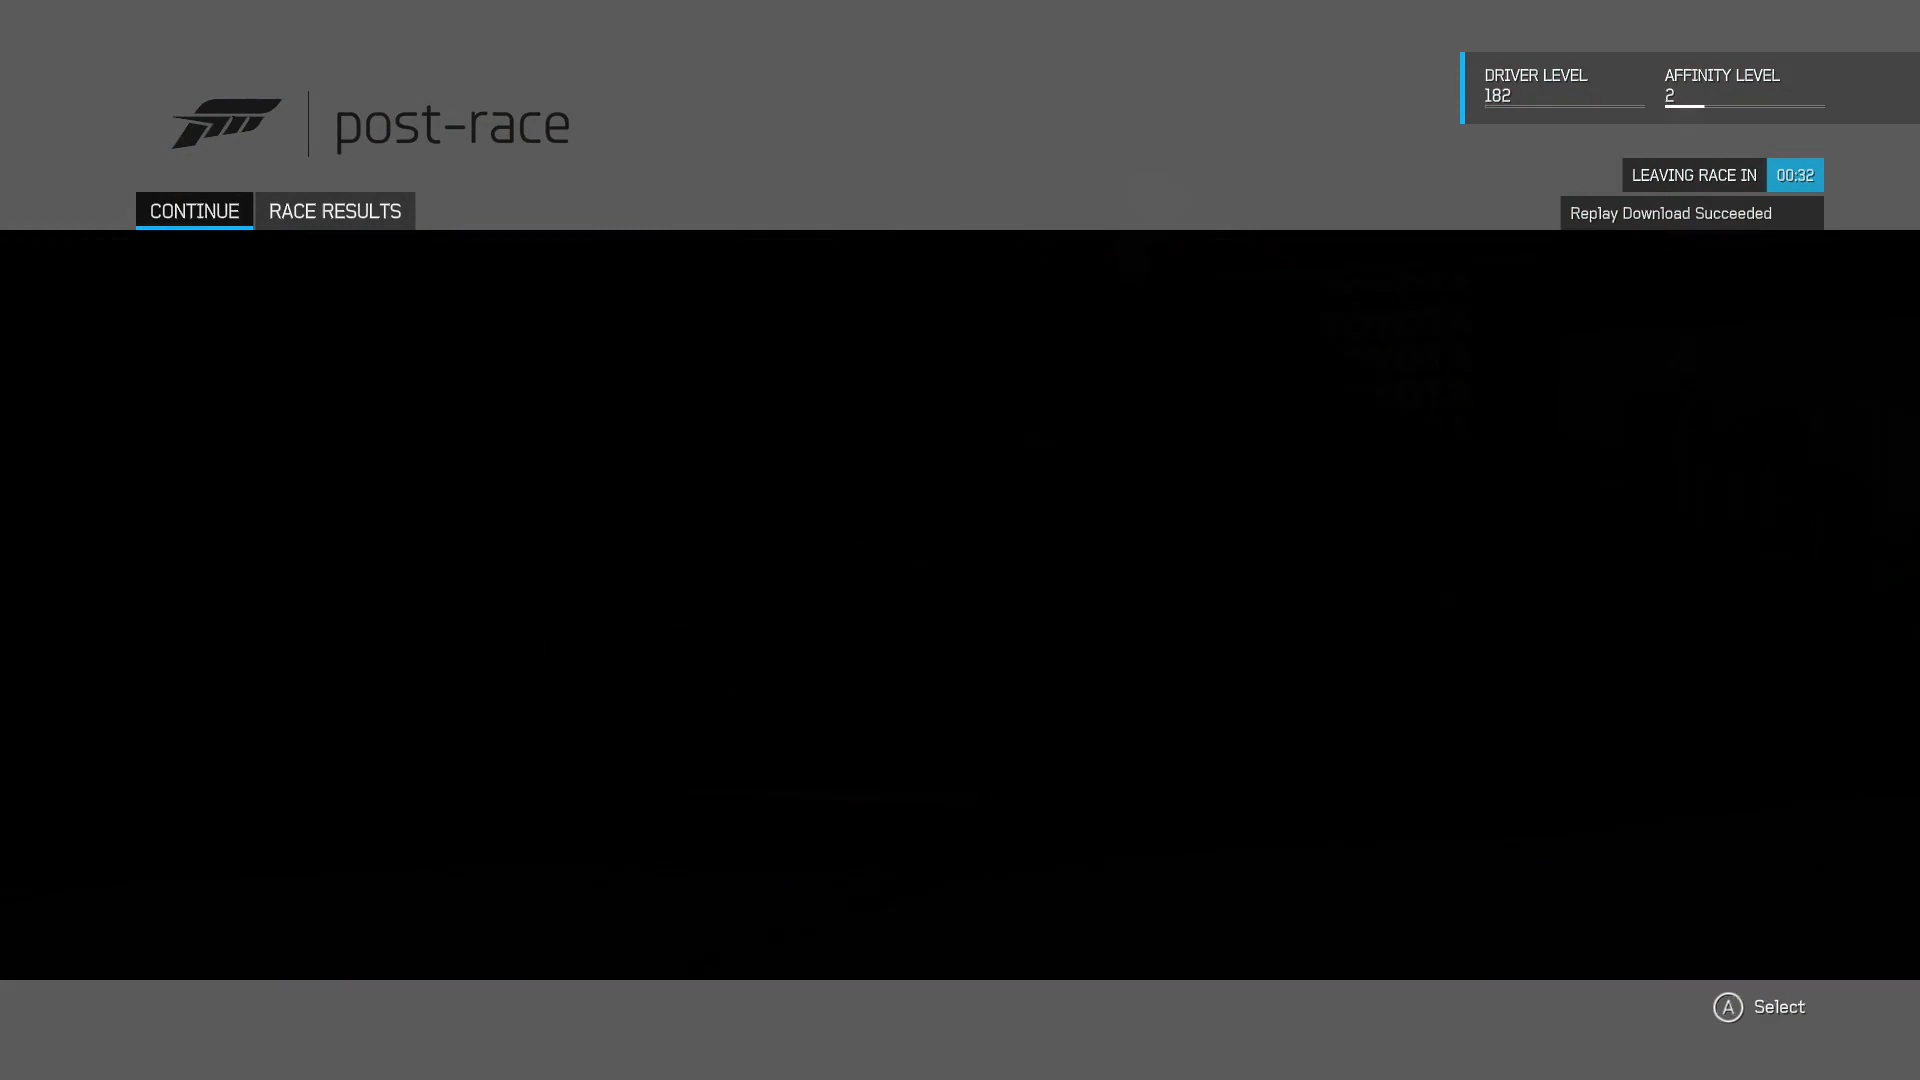 post-race
DRIVER LEVEL
182
AFFINITY LEVEL
2
LEAVING RACE IN 00:32
CONTINUE RACE RESULTS
Replay Download Succeeded
A Select